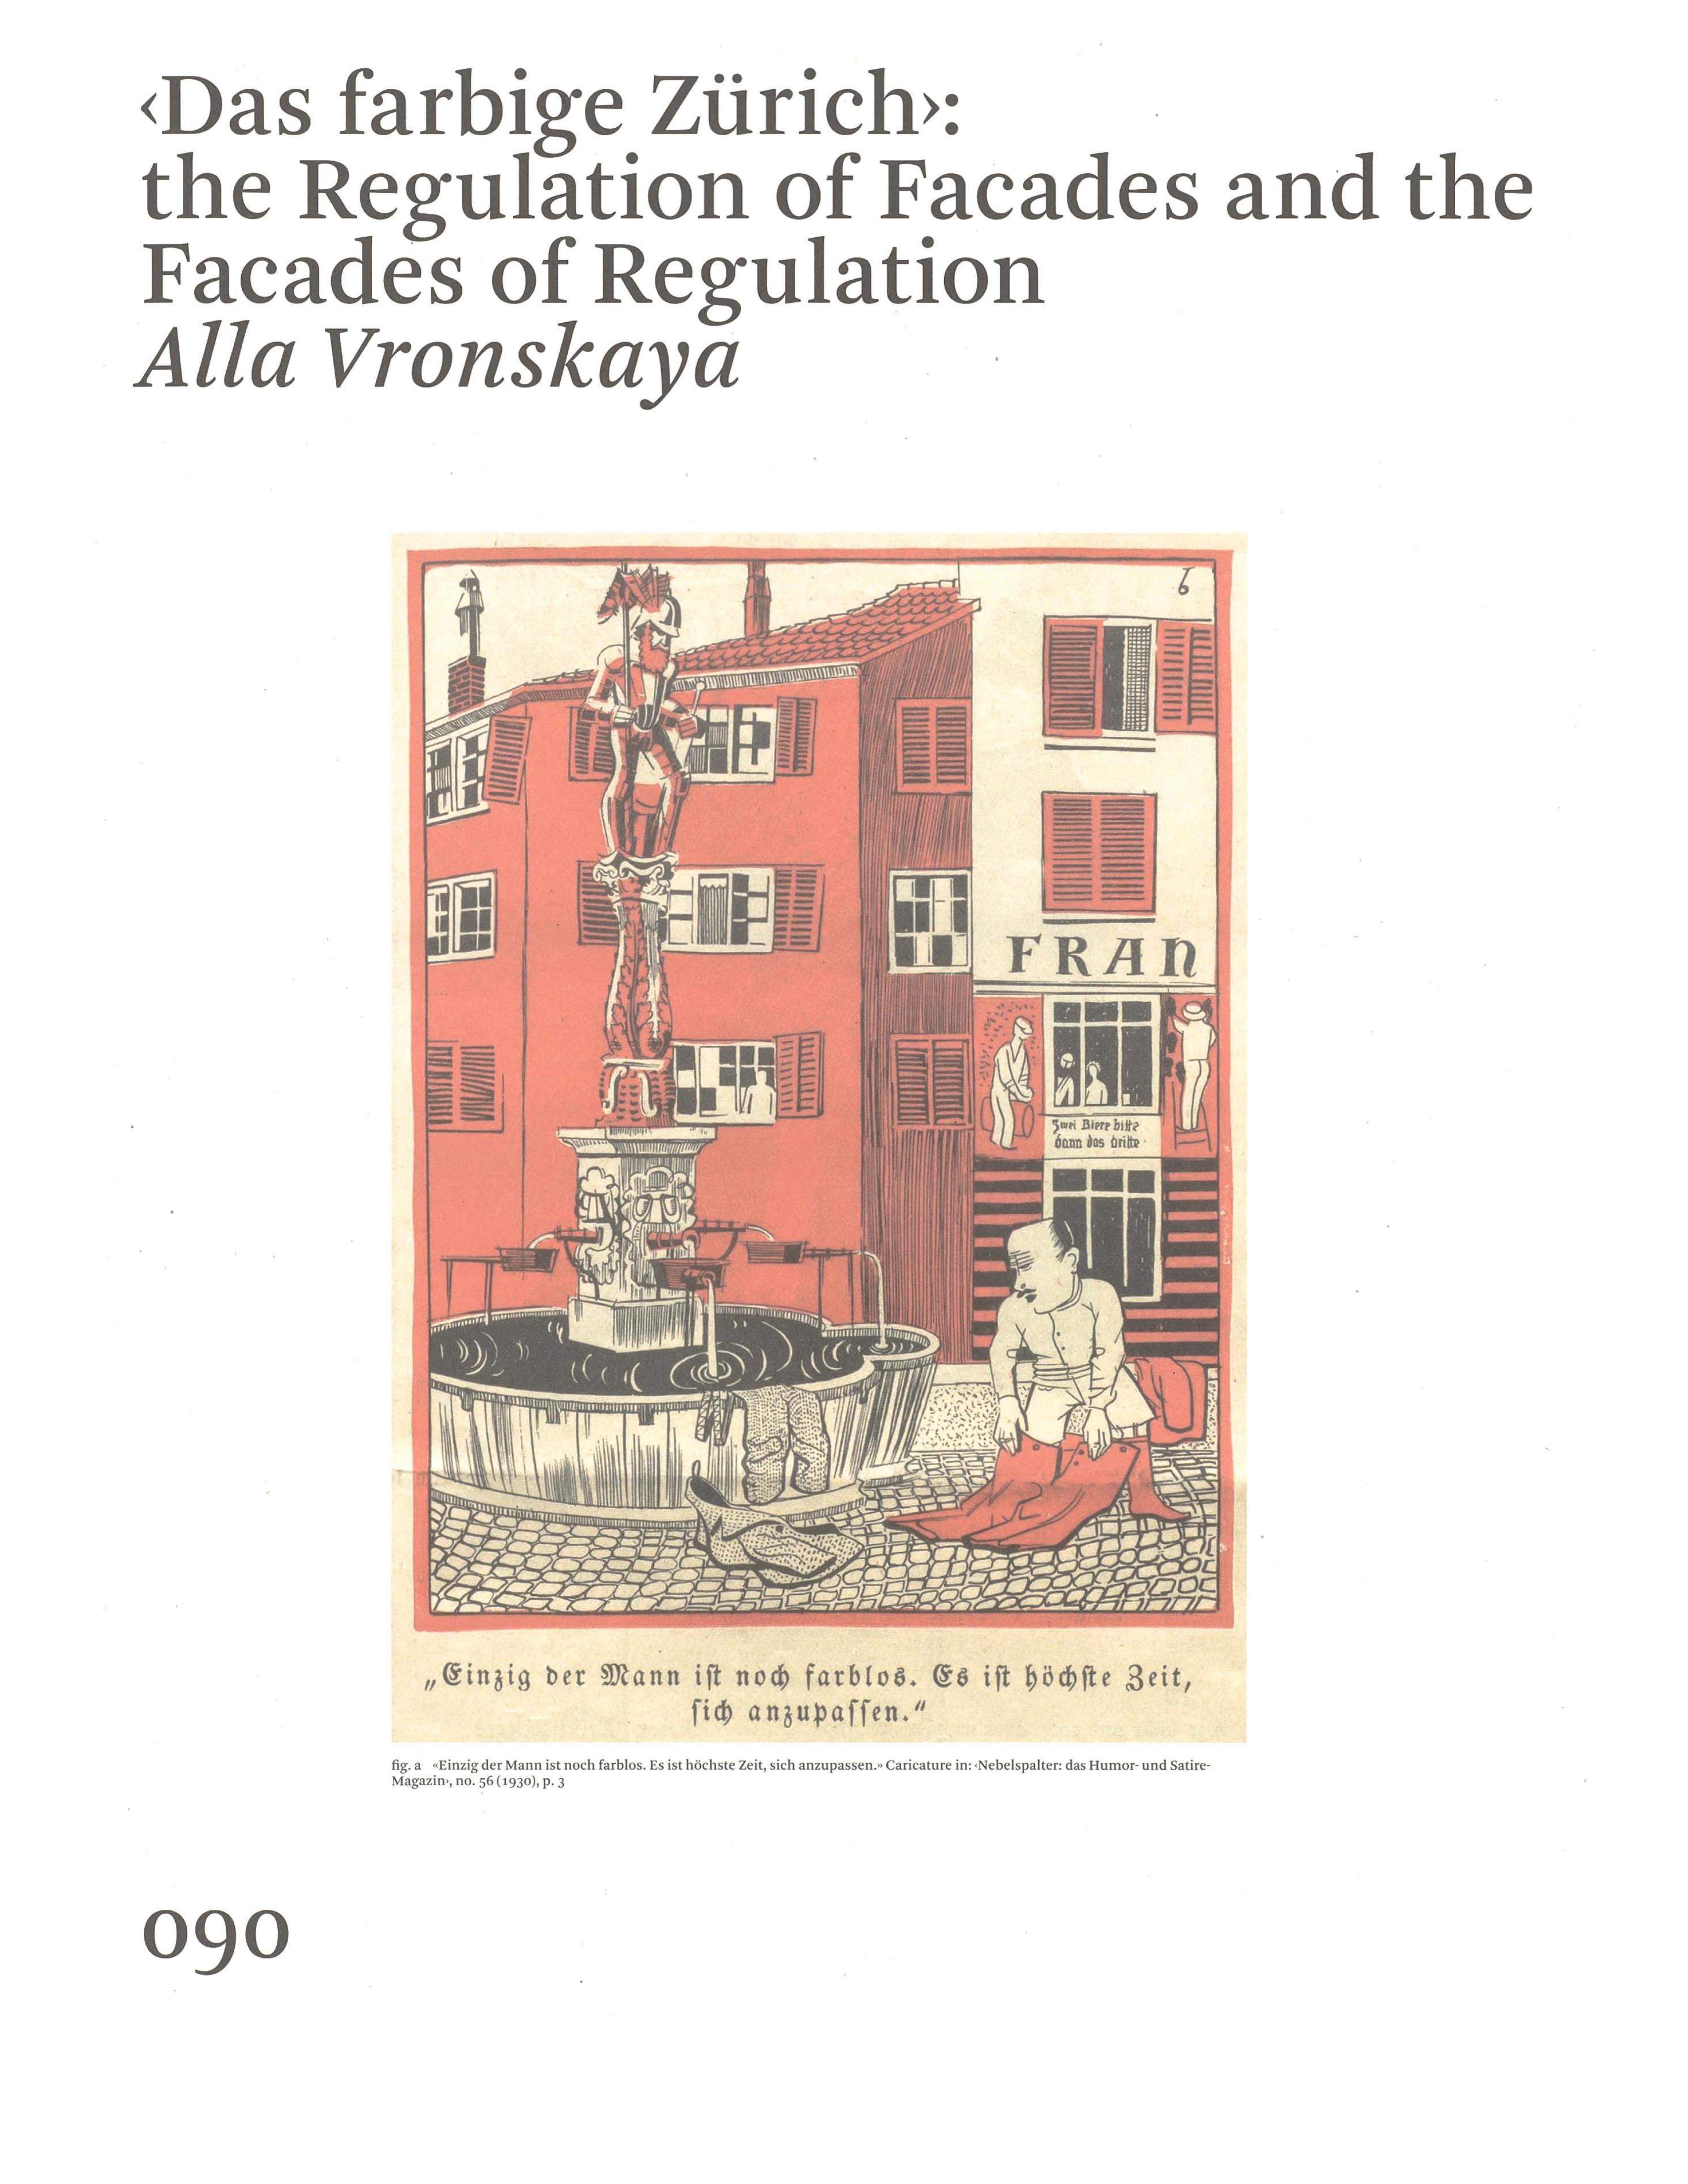 ‹Das farbige Zürich›:
the Regulation of Facades and the
Facades of Regulation
Alla Vronskaya
6
FRAN
Zwei Biere bitte
dann das dritte
„Einzig der Mann ist noch farblos. Es ist höchste Zeit,
sich anzupassen.“
fig. a «Einzig der Mann ist noch farblos. Es ist höchste Zeit, sich anzupassen.» Caricature in: ‹Nebelspalter: das Humor- und Satire-
Magazin›, no. 56 (1930), p. 3
090